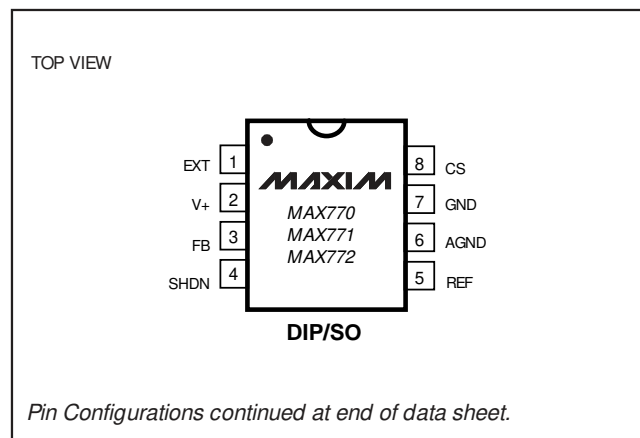 TOP VIEW
EXT 1
V+ 2
FB 3
SHDN 4
MAXIM
MAX770
MAX771
MAX772
8 CS
7 GND
6 AGND
5 REF
DIP/SO
Pin Configurations continued at end of data sheet.